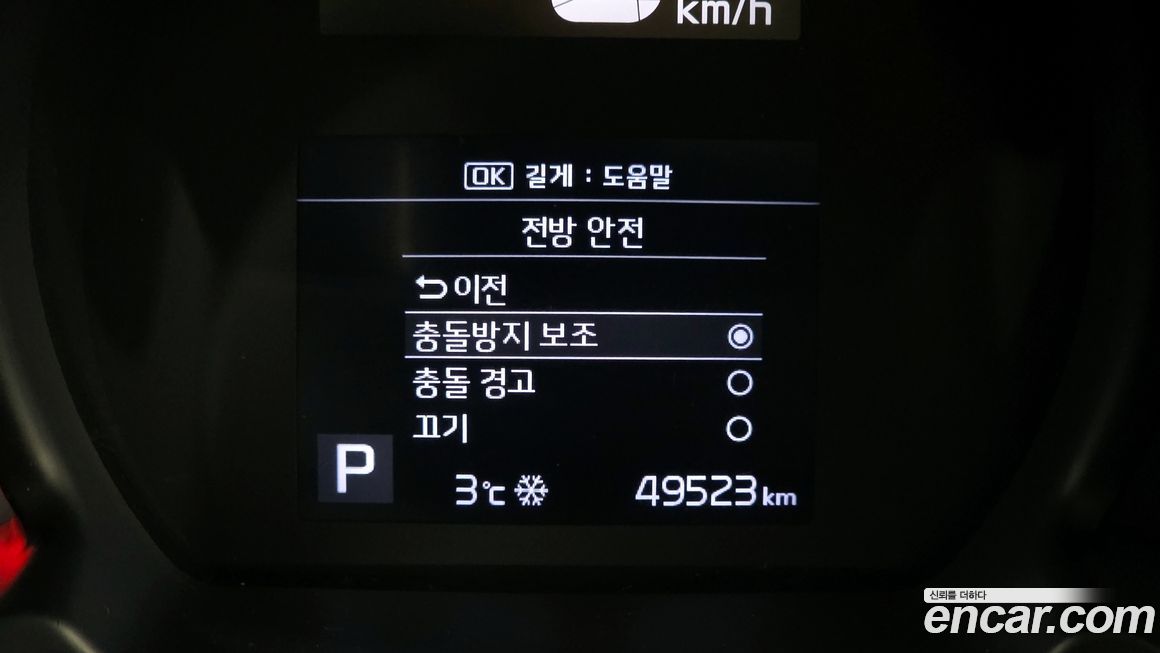 km/h
OK 길게 : 도움말
전방 안전
이전
충돌방지 보조
충돌 경고
끄기
P
3℃
49523 km
신뢰를 더하다
encar.com